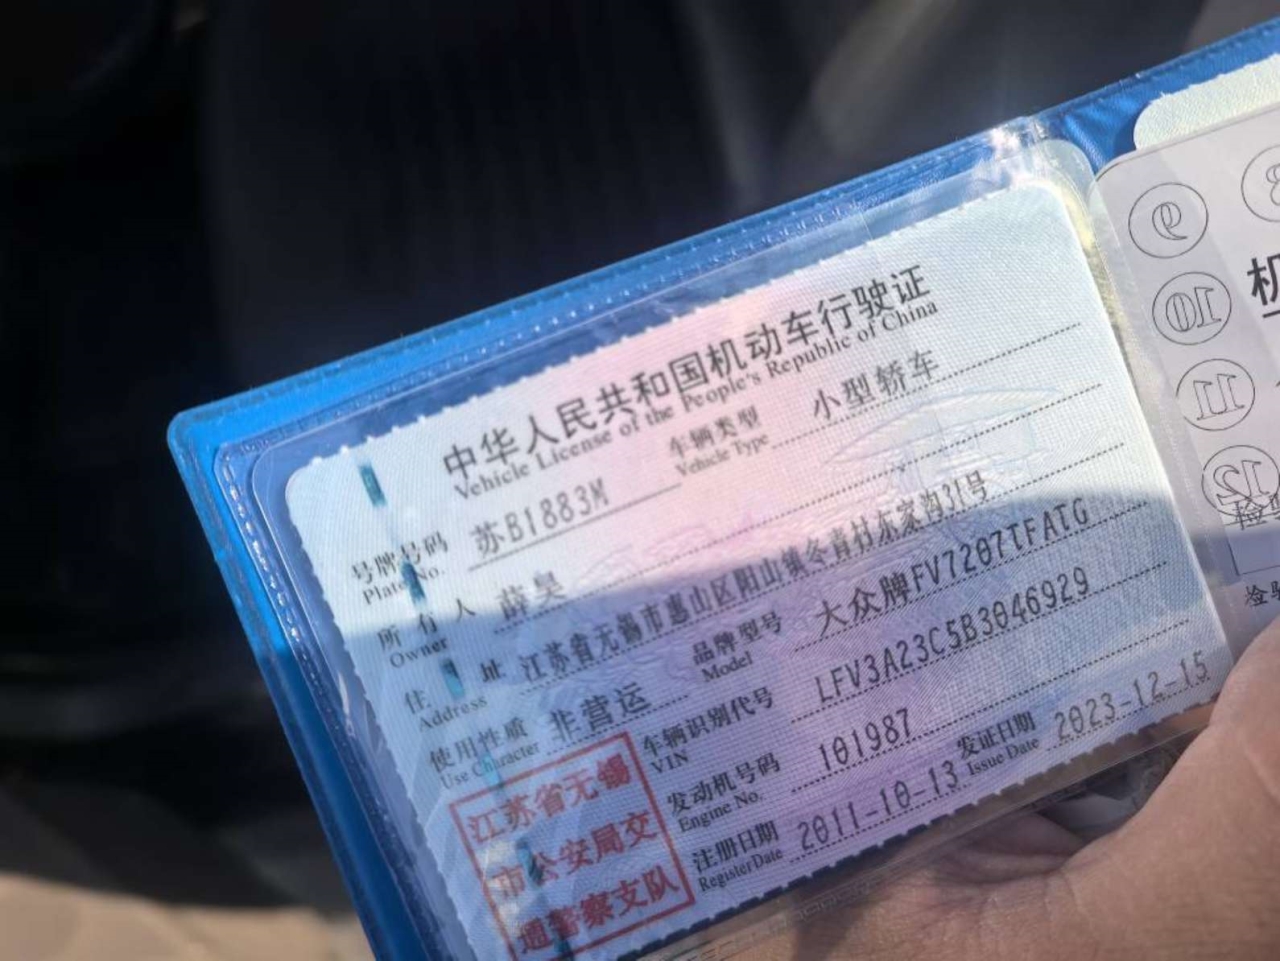 中华人民共和国机动车行驶证
Vehicle License of the People's Republic of China
号牌号码 苏B1883M 车辆类型 小型轿车
Plate No. Vehicle Type
所有人 薛昊
Owner
住址 江苏省无锡市惠山区阳山镇冬青村东家沟31号
Address
使用性质 非营运 品牌型号 大众牌FV7207TFATG
Use Character Model
车辆识别代号 LFV3A23C5B3046929
VIN
发动机号码 101987
Engine No.
注册日期 2011-10-13 发证日期 2023-12-15
Register Date Issue Date
江苏省无锡
市公安局交
通警察支队
9
10
11
12
机